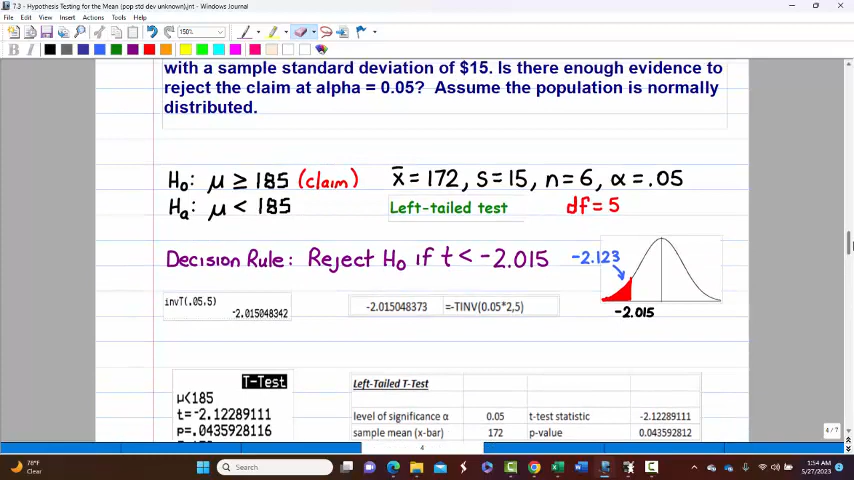 7.3 - Hypothesis Testing for the Mean (pop std dev unknown).jnt - Windows Journal
File Edit View Insert Actions Tools Help
150%
B I
with a sample standard deviation of $15. Is there enough evidence to
reject the claim at alpha = 0.05? Assume the population is normally
distributed.
H₀: μ ≥ 185 (claim) x̄ = 172, S = 15, n = 6, α = .05
Hₐ: μ < 185 Left-tailed test df = 5
Decision Rule: Reject H₀ if t < -2.015 -2.123
invT(.05,5)
-2.015048342
-2.015048373 =-TINV(0.05*2,5)
-2.015
T-Test
μ<185
t=-2.12289111
p=.0435928116
Left-Tailed T-Test
level of significance α 0.05 t-test statistic -2.12289111
sample mean (x-bar) 172 p-value 0.043592812
4 / 7
4
78°F
Clear
Search
1:34 AM
5/27/2023